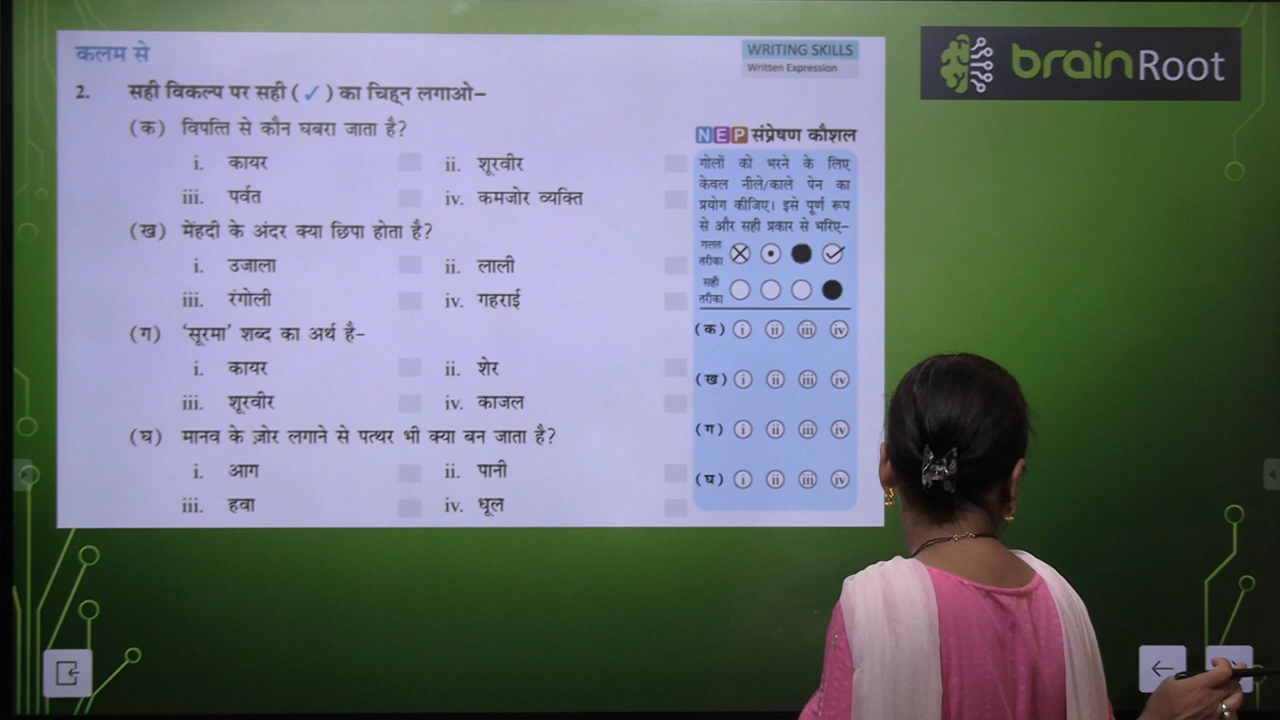 कलम से
WRITING SKILLS
Written Expression
2. सही विकल्प पर सही ( ✓ ) का चिह्न लगाओ–
(क) विपत्ति से कौन घबरा जाता है?
i. कायर
ii. शूरवीर
iii. पर्वत
iv. कमजोर व्यक्ति
(ख) मेंहदी के अंदर क्या छिपा होता है?
i. उजाला
ii. लाली
iii. रंगोली
iv. गहराई
(ग) ‘सूरमा’ शब्द का अर्थ है–
i. कायर
ii. शेर
iii. शूरवीर
iv. काजल
(घ) मानव के ज़ोर लगाने से पत्थर भी क्या बन जाता है?
i. आग
ii. पानी
iii. हवा
iv. धूल
NEP संप्रेषण कौशल
गोलों को भरने के लिए
केवल नीले/काले पेन का
प्रयोग कीजिए। इसे पूर्ण रूप
से और सही प्रकार से भरिए–
गलत
तरीका
सही
तरीका
(क) i ii iii iv
(ख) i ii iii iv
(ग) i ii iii iv
(घ) i ii iii iv
brainRoot